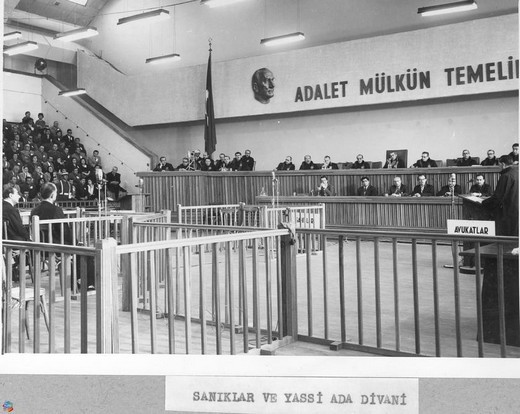 ADALET MÜLKÜN TEMELİ
AVUKATLAR
SANIKLAR VE YASSİ ADA DİVANİ